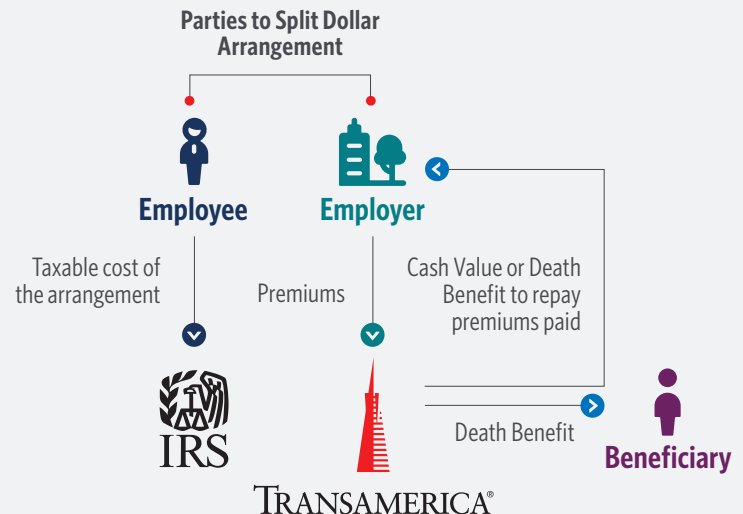 Parties to Split Dollar
Arrangement
Employee
Employer
Taxable cost of
the arrangement
Premiums
Cash Value or Death
Benefit to repay
premiums paid
IRS
Death Benefit
Beneficiary
TRANSAMERICA®